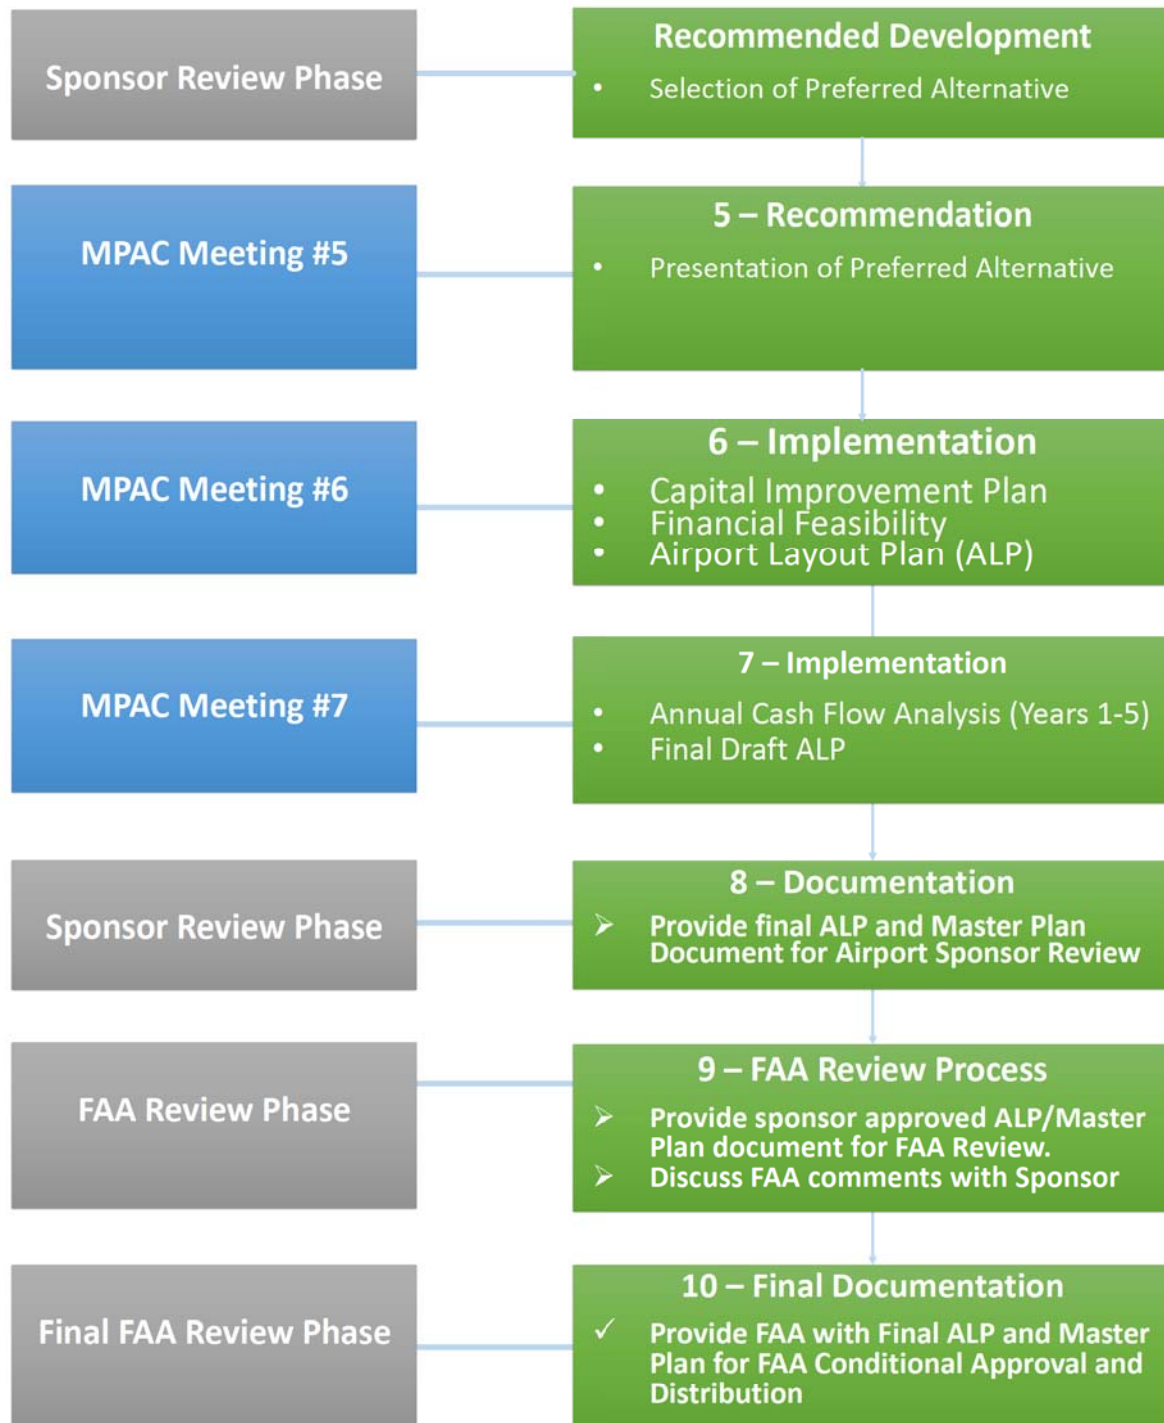 Sponsor Review Phase
Recommended Development
• Selection of Preferred Alternative
MPAC Meeting #5
5 – Recommendation
• Presentation of Preferred Alternative
MPAC Meeting #6
6 – Implementation
• Capital Improvement Plan
• Financial Feasibility
• Airport Layout Plan (ALP)
MPAC Meeting #7
7 – Implementation
• Annual Cash Flow Analysis (Years 1-5)
• Final Draft ALP
Sponsor Review Phase
8 – Documentation
➢ Provide final ALP and Master Plan
Document for Airport Sponsor Review
FAA Review Phase
9 – FAA Review Process
➢ Provide sponsor approved ALP/Master
Plan document for FAA Review.
➢ Discuss FAA comments with Sponsor
Final FAA Review Phase
10 – Final Documentation
✓ Provide FAA with Final ALP and Master
Plan for FAA Conditional Approval and
Distribution